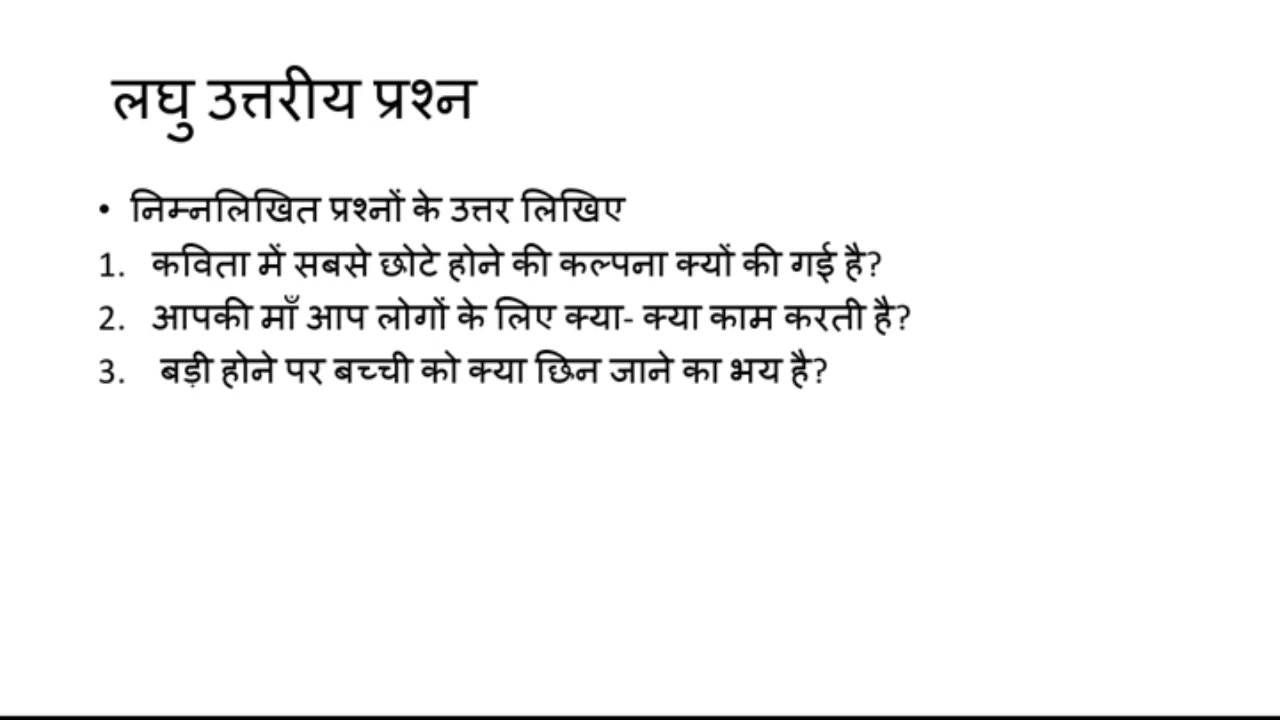 लघु उत्तरीय प्रश्न
• निम्नलिखित प्रश्नों के उत्तर लिखिए
1. कविता में सबसे छोटे होने की कल्पना क्यों की गई है?
2. आपकी माँ आप लोगों के लिए क्या- क्या काम करती है?
3. बड़ी होने पर बच्ची को क्या छिन जाने का भय है?